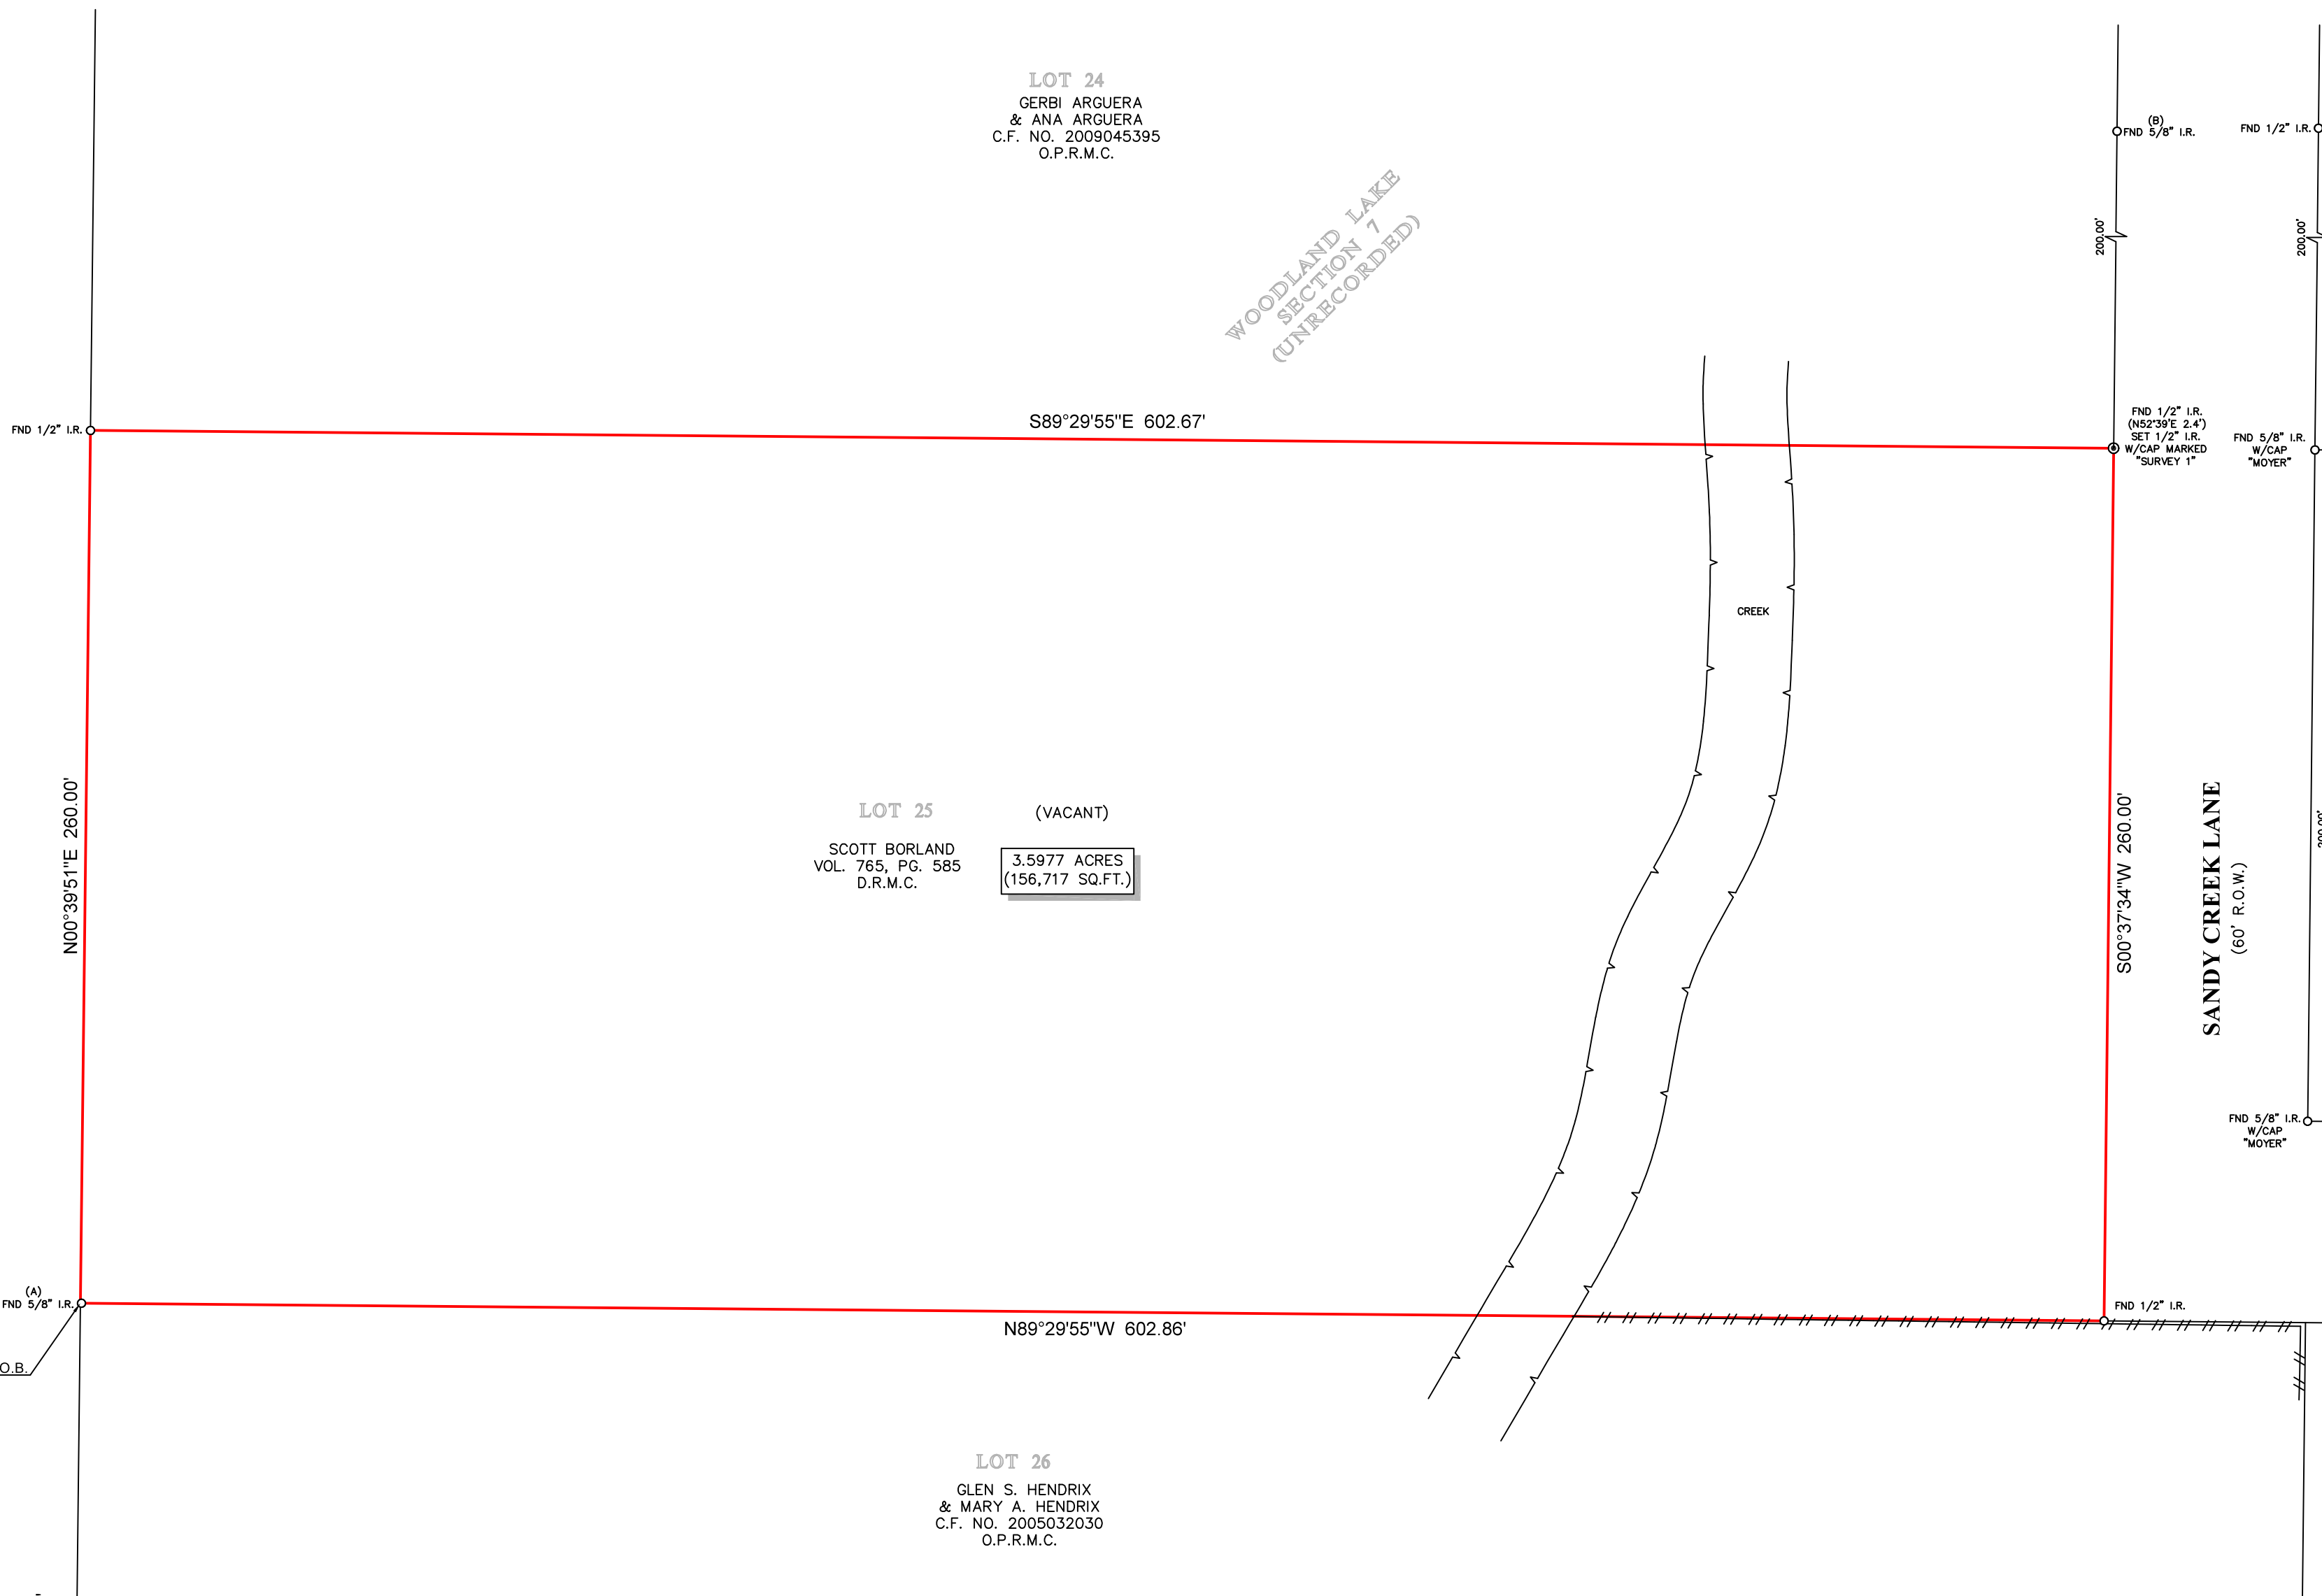 LOT 24
GERBI ARGUERA
& ANA ARGUERA
C.F. NO. 2009045395
O.P.R.M.C.
WOODLAND LAKE
SECTION 7
(UNRECORDED)
(B)
FND 5/8" I.R.
FND 1/2" I.R.
200.00'
200.00'
FND 1/2" I.R.
S89°29'55"E 602.67'
FND 1/2" I.R.
(N52°39'E 2.4')
SET 1/2" I.R.
W/CAP MARKED
"SURVEY 1"
FND 5/8" I.R.
W/CAP
"MOYER"
CREEK
N00°39'51"E 260.00'
LOT 25
(VACANT)
SCOTT BORLAND
VOL. 765, PG. 585
D.R.M.C.
3.5977 ACRES
(156,717 SQ.FT.)
S00°37'34"W 260.00'
SANDY CREEK LANE
(60' R.O.W.)
FND 5/8" I.R.
W/CAP
"MOYER"
(A)
FND 5/8" I.R.
FND 1/2" I.R.
N89°29'55"W 602.86'
O.B.
LOT 26
GLEN S. HENDRIX
& MARY A. HENDRIX
C.F. NO. 2005032030
O.P.R.M.C.